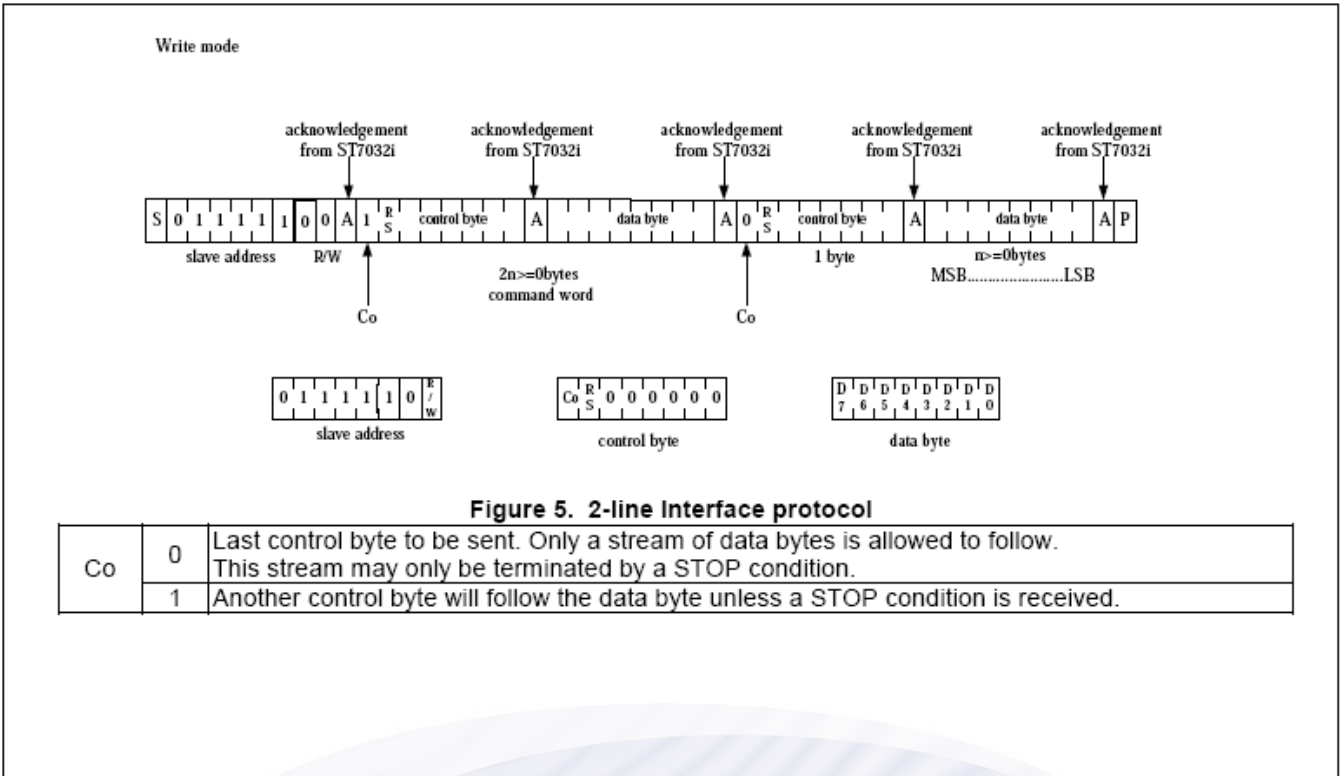 Write mode
acknowledgement from ST7032i
acknowledgement from ST7032i
acknowledgement from ST7032i
acknowledgement from ST7032i
acknowledgement from ST7032i
S 0 1 1 1 1 1 0 0 A 1 RS control byte A data byte A 0 RS control byte A data byte A P
slave address R/W 1 byte n>=0bytes
2n>=0bytes MSB........................LSB
command word
Co Co
0 1 1 1 1 1 0 R/W Co RS 0 0 0 0 0 0 D7 D6 D5 D4 D3 D2 D1 D0
slave address control byte data byte
Figure 5. 2-line Interface protocol
Co 0 Last control byte to be sent. Only a stream of data bytes is allowed to follow.
This stream may only be terminated by a STOP condition.
1 Another control byte will follow the data byte unless a STOP condition is received.